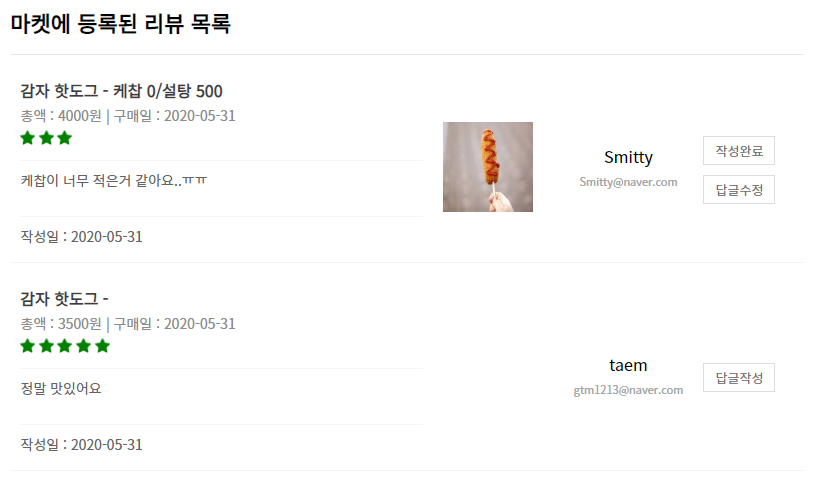 마켓에 등록된 리뷰 목록
감자 핫도그 - 케찹 0/설탕 500
총액 : 4000원 | 구매일 : 2020-05-31
케찹이 너무 적은거 같아요..ㅠㅠ
작성일 : 2020-05-31
Smitty
Smitty@naver.com
작성완료
답글수정
감자 핫도그 -
총액 : 3500원 | 구매일 : 2020-05-31
정말 맛있어요
작성일 : 2020-05-31
taem
gtm1213@naver.com
답글작성